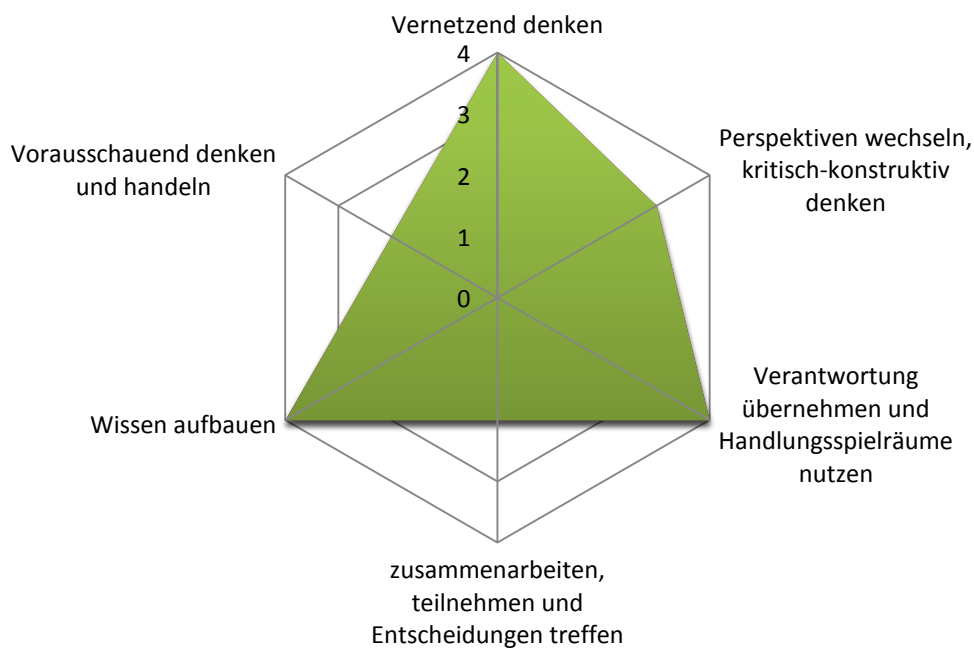 Vernetzend denken
4
3
2
1
0
Perspektiven wechseln,
kritisch-konstruktiv
denken
Verantwortung
übernehmen und
Handlungsspielräume
nutzen
zusammenarbeiten,
teilnehmen und
Entscheidungen treffen
Wissen aufbauen
Vorausschauend denken
und handeln